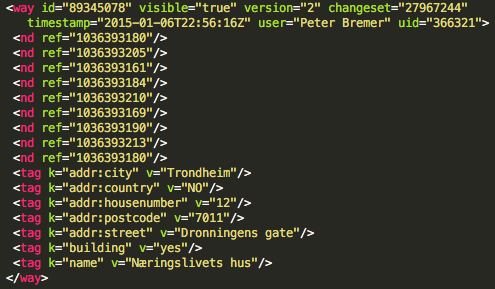 <way id="89345078" visible="true" version="2" changeset="27967244"
timestamp="2015-01-06T22:56:16Z" user="Peter Bremer" uid="366321">
<nd ref="1036393180"/>
<nd ref="1036393205"/>
<nd ref="1036393161"/>
<nd ref="1036393184"/>
<nd ref="1036393210"/>
<nd ref="1036393169"/>
<nd ref="1036393190"/>
<nd ref="1036393213"/>
<nd ref="1036393180"/>
<tag k="addr:city" v="Trondheim"/>
<tag k="addr:country" v="NO"/>
<tag k="addr:housenumber" v="12"/>
<tag k="addr:postcode" v="7011"/>
<tag k="addr:street" v="Dronningens gate"/>
<tag k="building" v="yes"/>
<tag k="name" v="Næringslivets hus"/>
</way>